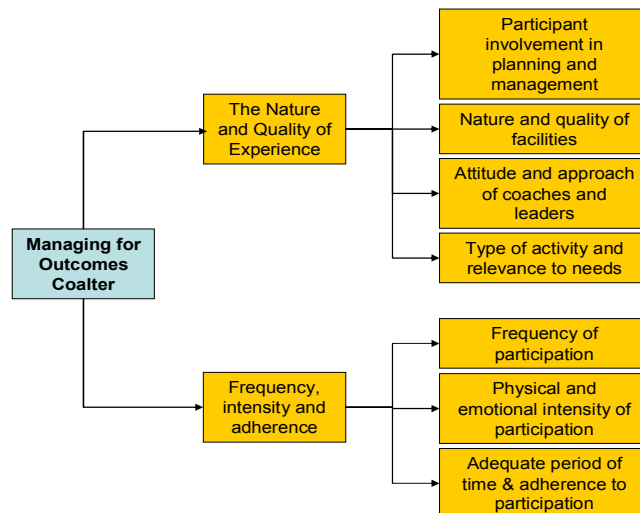 Managing for
Outcomes
Coalter
The Nature
and Quality of
Experience
Participant
involvement in
planning and
management
Nature and quality of
facilities
Attitude and approach
of coaches and
leaders
Type of activity and
relevance to needs
Frequency,
intensity and
adherence
Frequency of
participation
Physical and
emotional intensity of
participation
Adequate period of
time & adherence to
participation